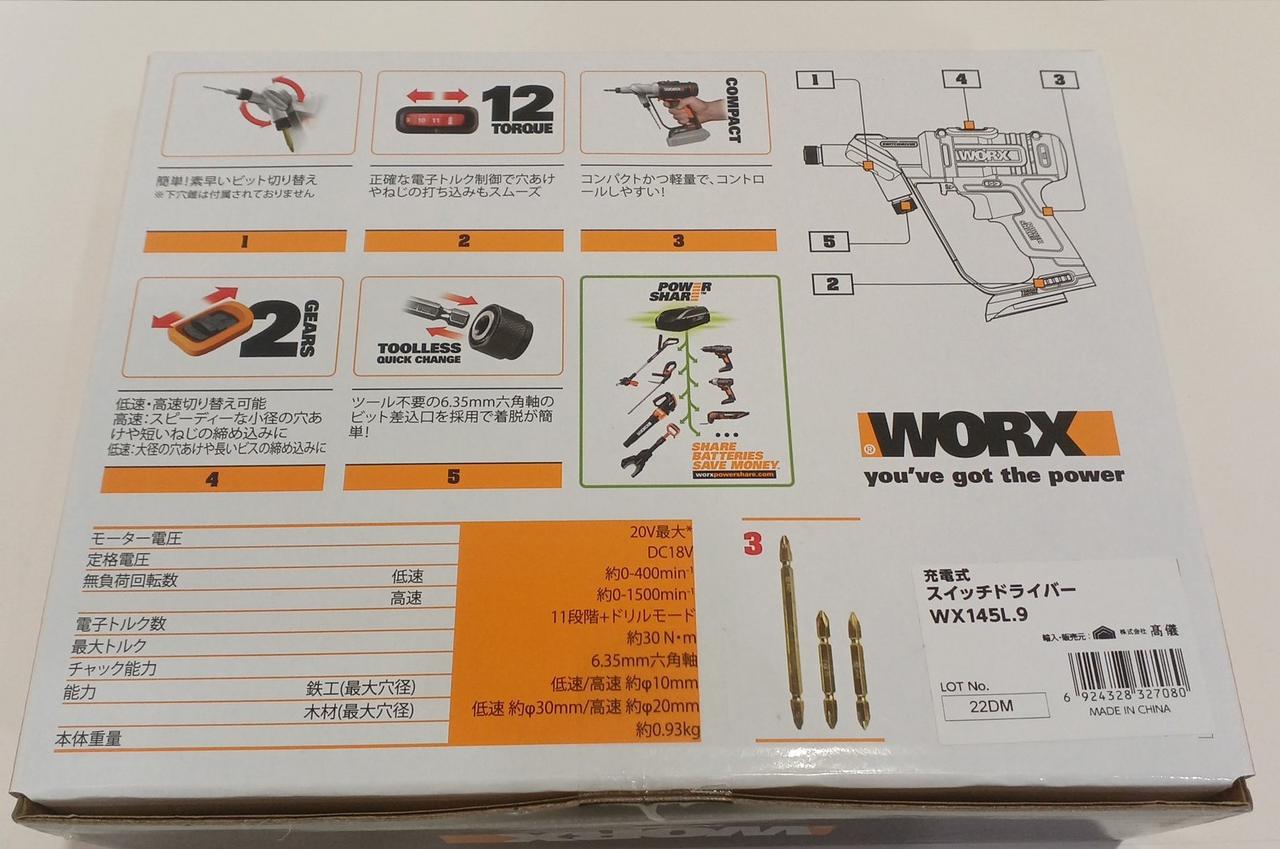 12
TORQUE
COMPACT
簡単!素早いビット切り替え
※下穴錐は付属されておりません
正確な電子トルク制御で穴あけ
やねじの打ち込みもスムーズ
コンパクトかつ軽量で、コントロ
ールしやすい!
1
2
3
2
GEARS
TOOLLESS
QUICK CHANGE
低速・高速切り替え可能
高速:スピーディーな小径の穴あ
けや短いねじの締め込みに
低速:大径の穴あけや長いビスの締め込みに
ツール不要の6.35mm六角軸の
ビット差込口を採用で着脱が簡
単!
4
5
POWER
SHARE™
SHARE
BATTERIES
SAVE MONEY.
worxpowershare.com
1
4
3
WORX
5
2
WORX®
you've got the power
モーター電圧 20V最大*
定格電圧 DC18V
無負荷回転数 低速 約0-400min⁻¹
高速 約0-1500min⁻¹
電子トルク数 11段階+ドリルモード
最大トルク 約30 N・m
チャック能力 6.35mm六角軸
能力 鉄工(最大穴径) 低速/高速 約φ10mm
木材(最大穴径) 低速 約φ30mm/高速 約φ20mm
本体重量 約0.93kg
3
充電式
スイッチドライバー
WX145L.9
輸入・販売元: 株式会社 髙儀
LOT No.
22DM
6 924328 327080
MADE IN CHINA
WORX